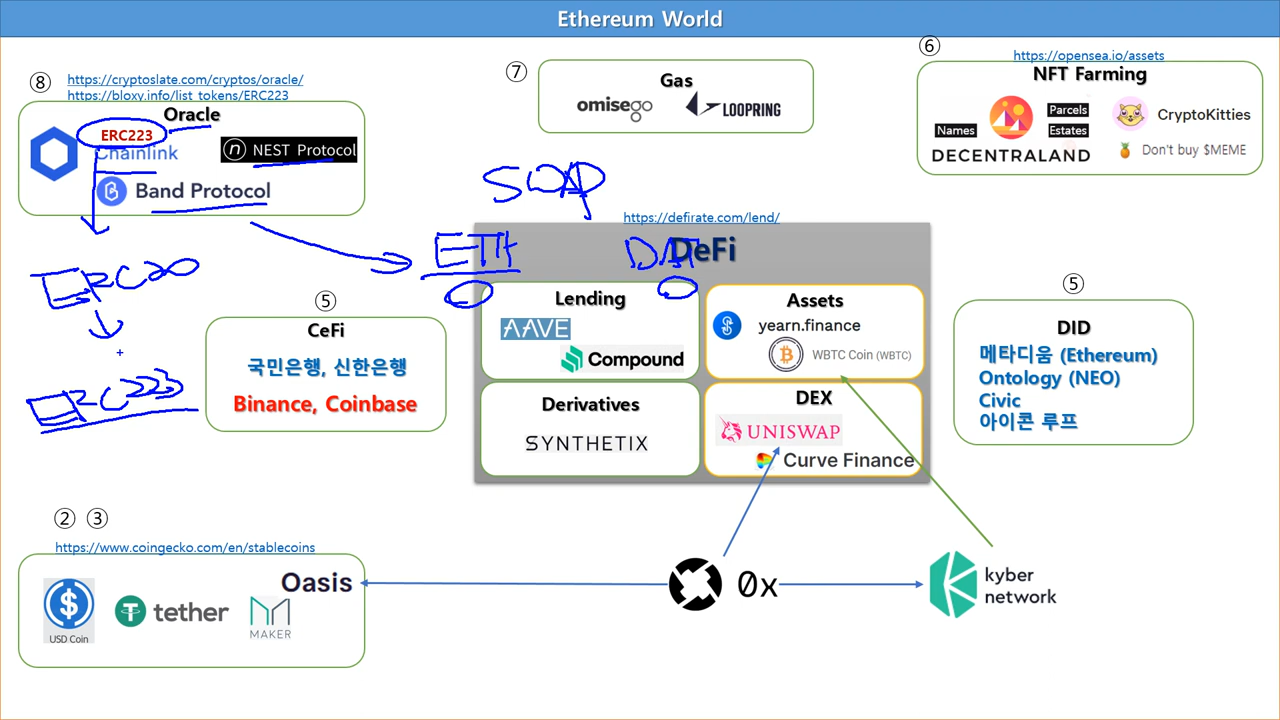 Ethereum World
⑧
https://cryptoslate.com/cryptos/oracle/
https://bloxy.info/list_tokens/ERC223
Oracle
ERC223
Chainlink
NEST Protocol
Band Protocol
⑦
Gas
omisego
LOOPRING
⑥
https://opensea.io/assets
NFT Farming
Names
Parcels
Estates
DECENTRALAND
CryptoKitties
Don't buy $MEME
ERC20
ERC223
ETH
DAI
https://defirate.com/lend/
DeFi
Lending
AAVE
Compound
Assets
yearn.finance
WBTC Coin (WBTC)
Derivatives
SYNTHETIX
DEX
UNISWAP
Curve Finance
⑤
CeFi
국민은행, 신한은행
Binance, Coinbase
⑤
DID
메타디움 (Ethereum)
Ontology (NEO)
Civic
아이콘 루프
② ③
https://www.coingecko.com/en/stablecoins
USD Coin
tether
Oasis
MAKER
0x
kyber
network